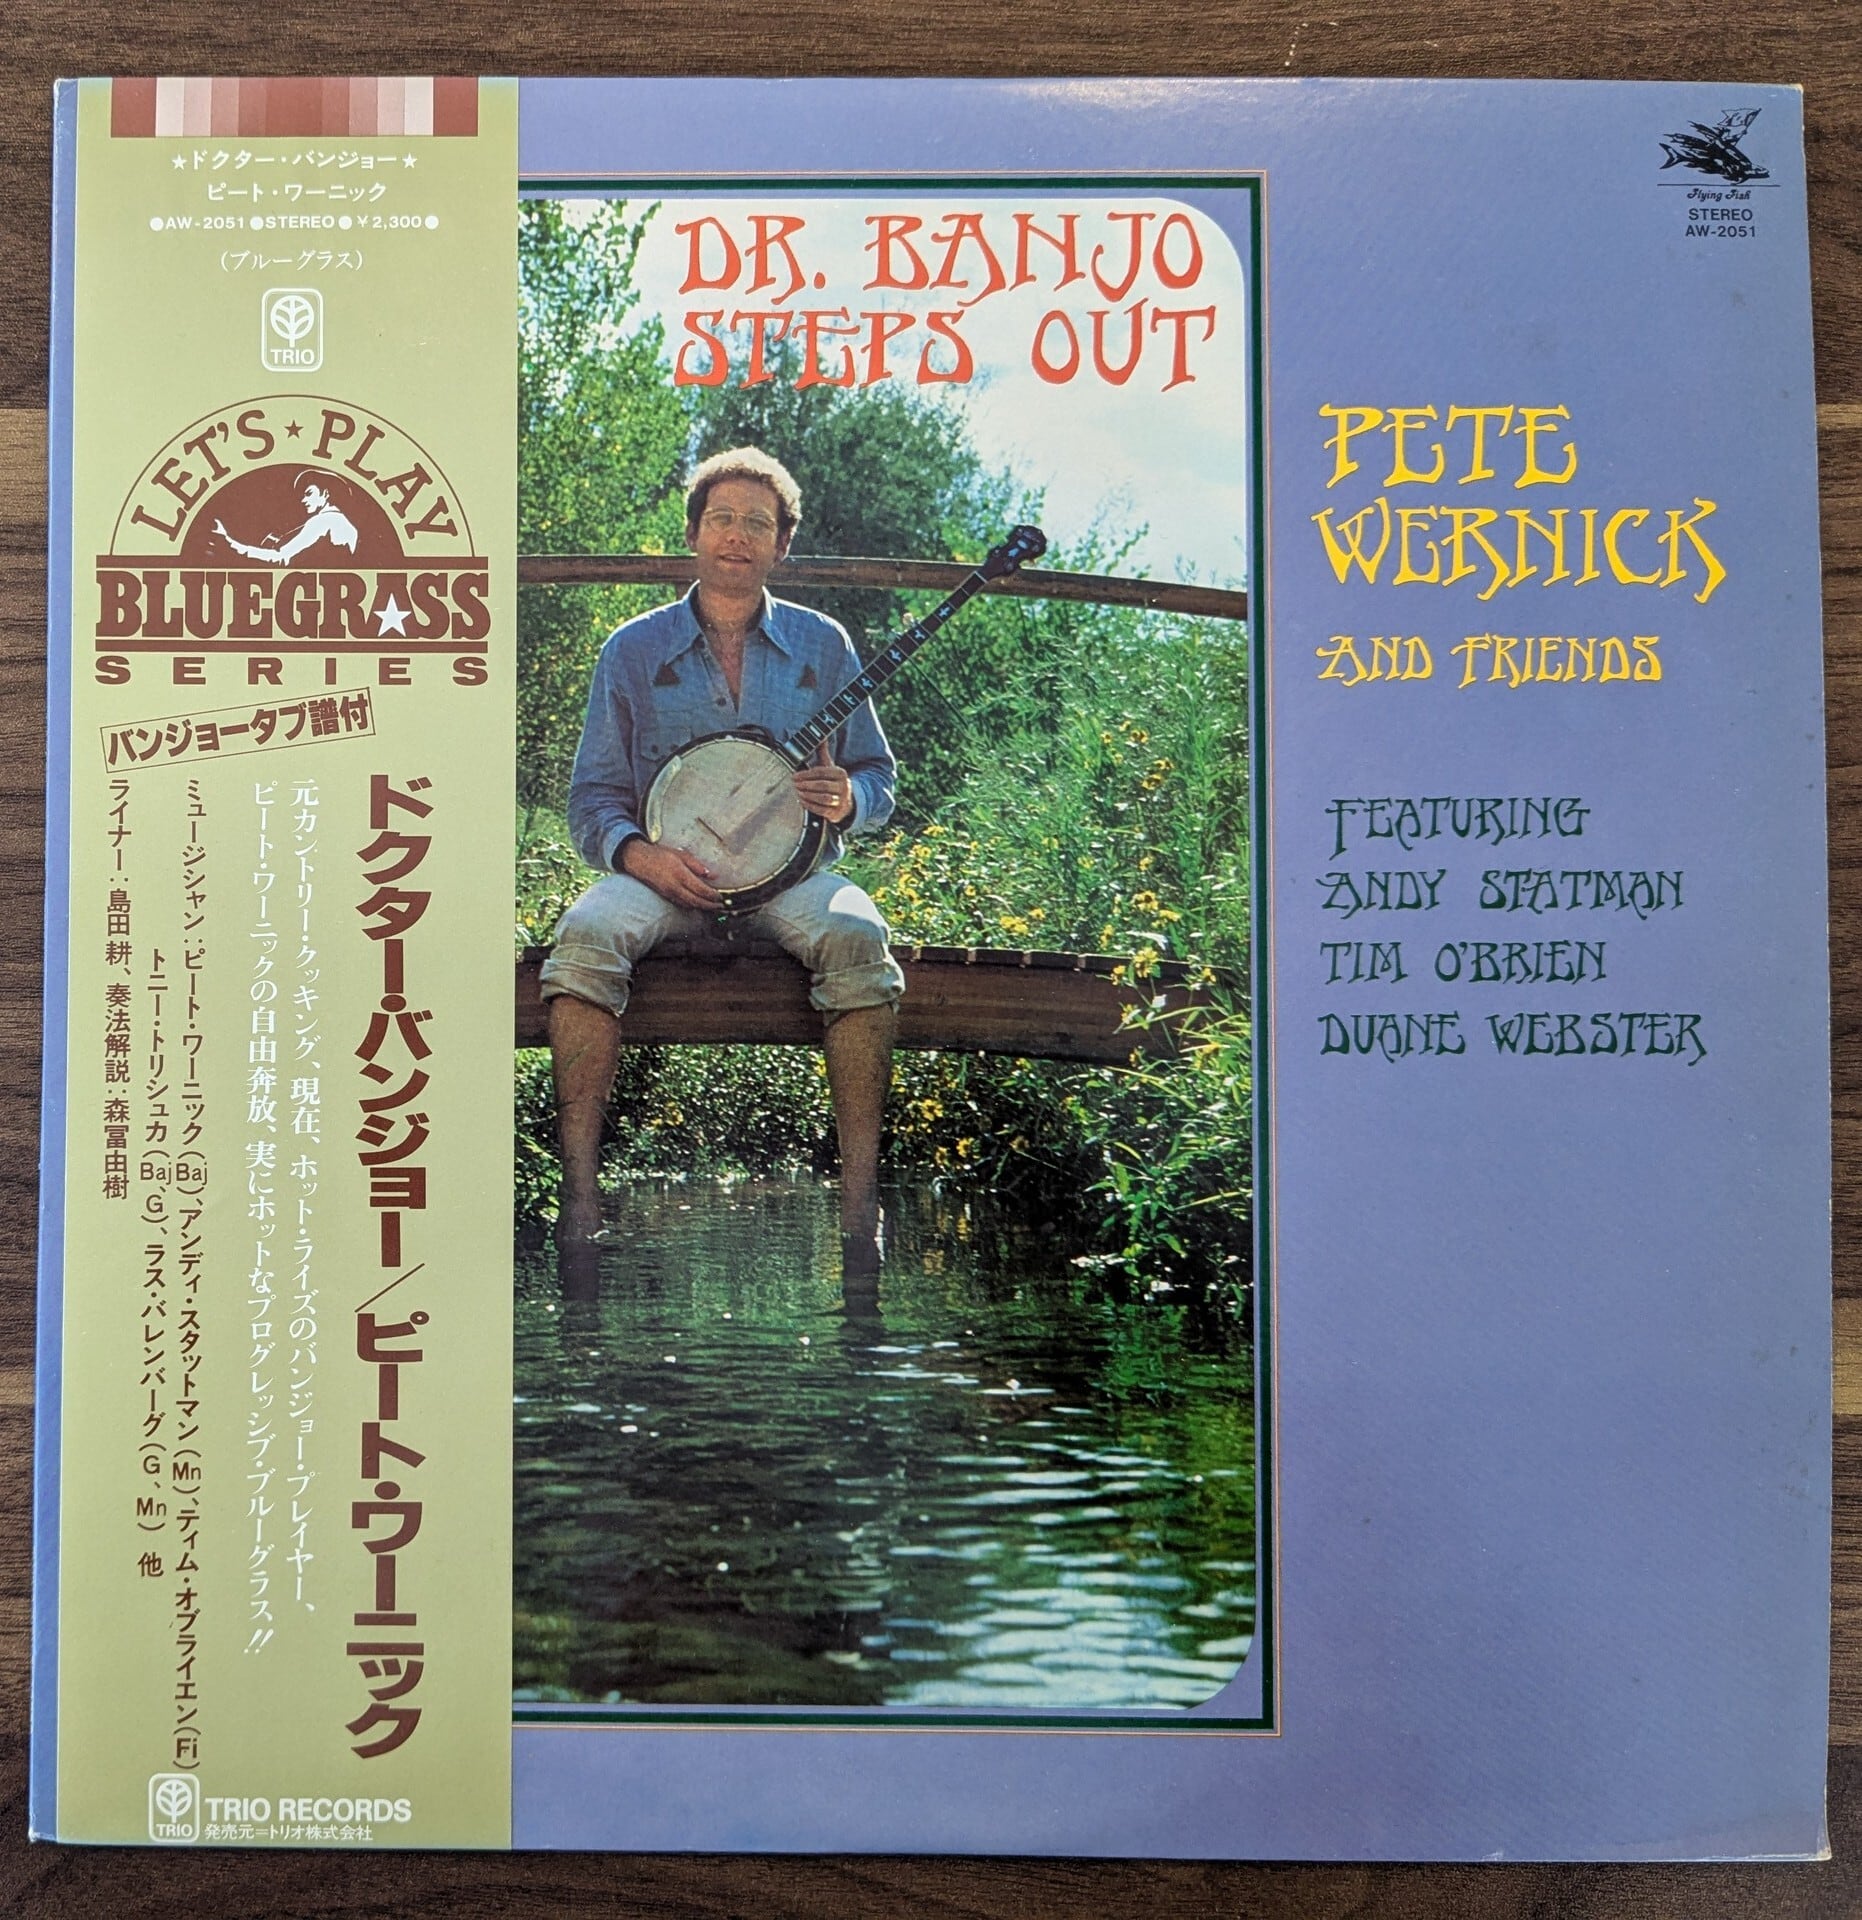 ★ドクター・バンジョー★
ピート・ワーニック
●AW-2051●STEREO●￥2,300●
(ブルーグラス)
TRIO
LET'S★PLAY
BLUEGRASS
SERIES
バンジョータブ譜付
ドクター・バンジョー／ピート・ワーニック
元カントリー・クッキング、現在、ホット・ライズのバンジョー・プレイヤー、
ピート・ワーニックの自由奔放、実にホットなプログレッシブ・ブルーグラス!!
ミュージシャン：ピート・ワーニック(Baj)、アンディ・スタットマン(Mn)、ティム・オブライエン(Fi)
トニー・トリシュカ(Baj、G)、ラス・バレンバーグ(G、Mn) 他
ライナー：島田 耕、奏法解説：森冨由樹
TRIO
TRIO RECORDS
発売元=トリオ株式会社
DR. BANJO
STEPS OUT
Flying Fish
STEREO
AW-2051
PETE
WERNICK
AND FRIENDS
FEATURING
ANDY STATMAN
TIM O'BRIEN
DUANE WEBSTER